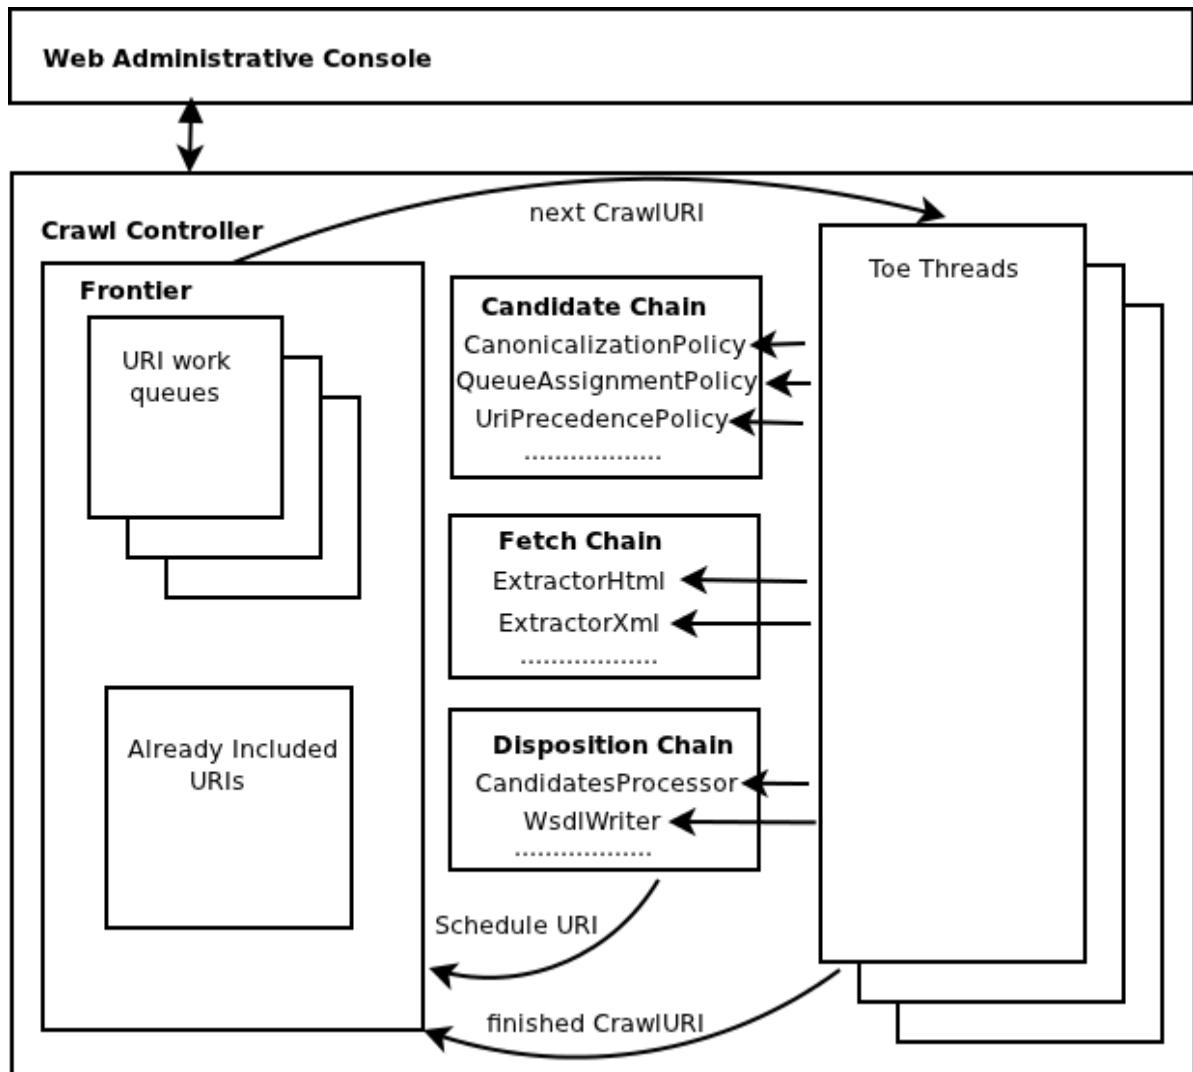 Web Administrative Console
next CrawlURI
Crawl Controller
Frontier
URI work
queues
Already Included
URIs
Candidate Chain
CanonicalizationPolicy
QueueAssignmentPolicy
UriPrecedencePolicy
..................
Fetch Chain
ExtractorHtml
ExtractorXml
..................
Disposition Chain
CandidatesProcessor
WsdlWriter
..................
Toe Threads
Schedule URI
finished CrawlURI